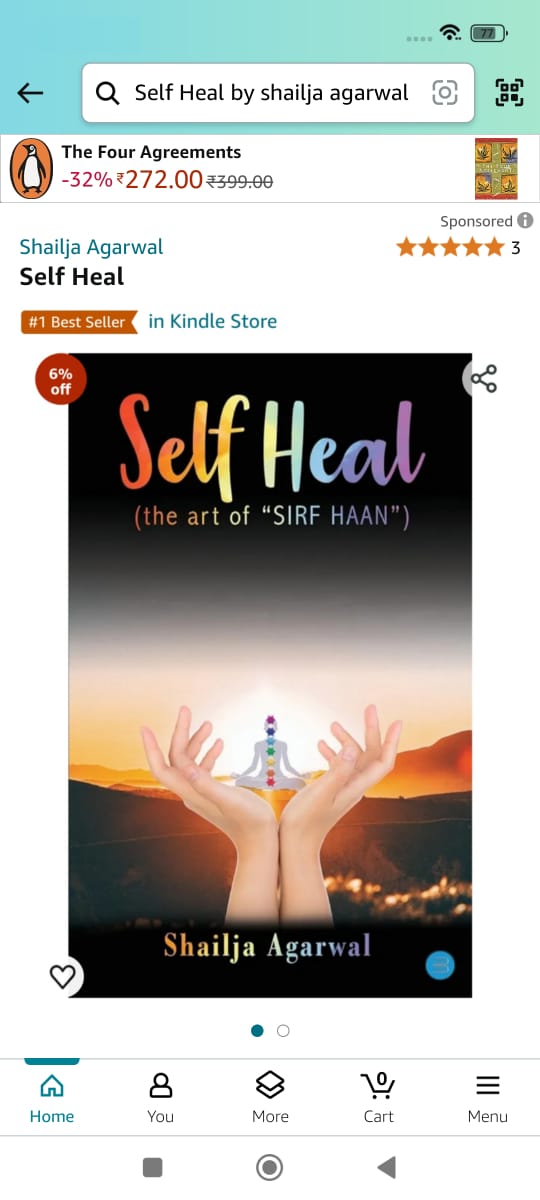 77
Self Heal by shailja agarwal
The Four Agreements
-32% ₹272.00 ₹399.00
Sponsored
Shailja Agarwal
3
Self Heal
#1 Best Seller in Kindle Store
6%
off
Self Heal
(the art of “SIRF HAAN”)
Shailja Agarwal
0
Home You More Cart Menu